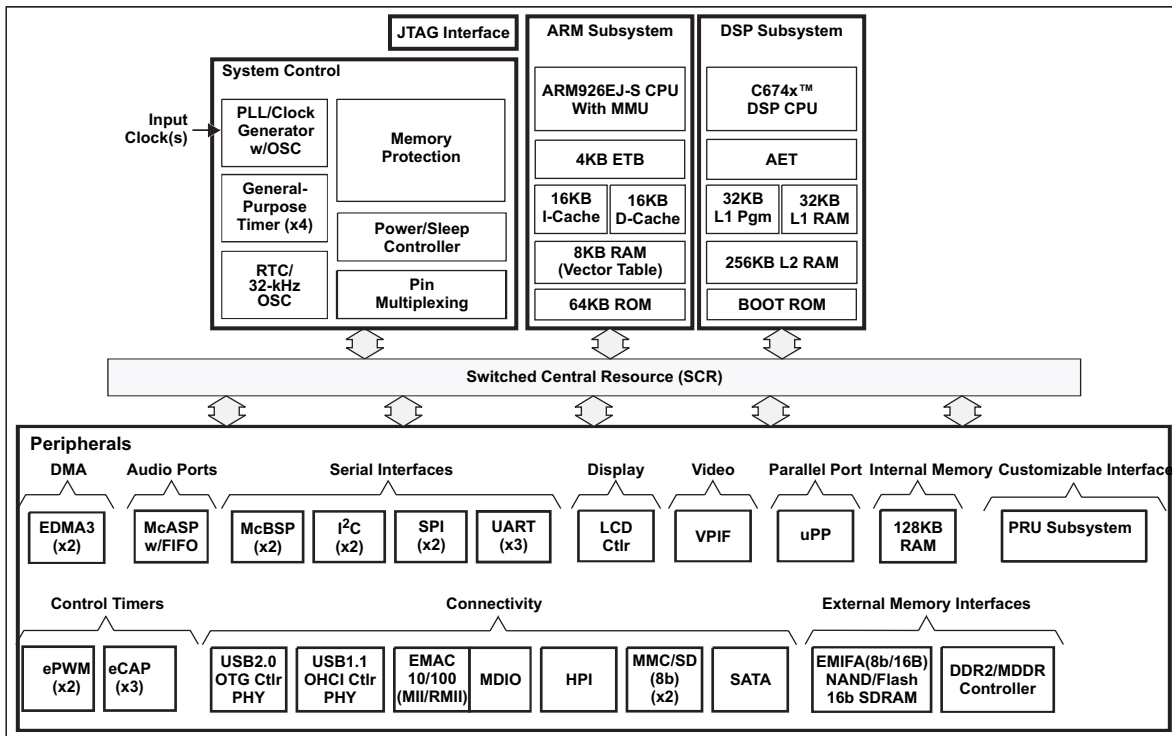 JTAG Interface
ARM Subsystem
DSP Subsystem
System Control
Input
Clock(s)
PLL/Clock
Generator
w/OSC
General-
Purpose
Timer (x4)
RTC/
32-kHz
OSC
Memory
Protection
Power/Sleep
Controller
Pin
Multiplexing
ARM926EJ-S CPU
With MMU
4KB ETB
16KB
I-Cache
16KB
D-Cache
8KB RAM
(Vector Table)
64KB ROM
C674x™
DSP CPU
AET
32KB
L1 Pgm
32KB
L1 RAM
256KB L2 RAM
BOOT ROM
Switched Central Resource (SCR)
Peripherals
DMA
EDMA3
(x2)
Audio Ports
McASP
w/FIFO
Serial Interfaces
McBSP
(x2)
I²C
(x2)
SPI
(x2)
UART
(x3)
Display
LCD
Ctlr
Video
VPIF
Parallel Port
uPP
Internal Memory
128KB
RAM
Customizable Interface
PRU Subsystem
Control Timers
ePWM
(x2)
eCAP
(x3)
Connectivity
USB2.0
OTG Ctlr
PHY
USB1.1
OHCI Ctlr
PHY
EMAC
10/100
(MII/RMII)
MDIO
HPI
MMC/SD
(8b)
(x2)
SATA
External Memory Interfaces
EMIFA(8b/16B)
NAND/Flash
16b SDRAM
DDR2/MDDR
Controller